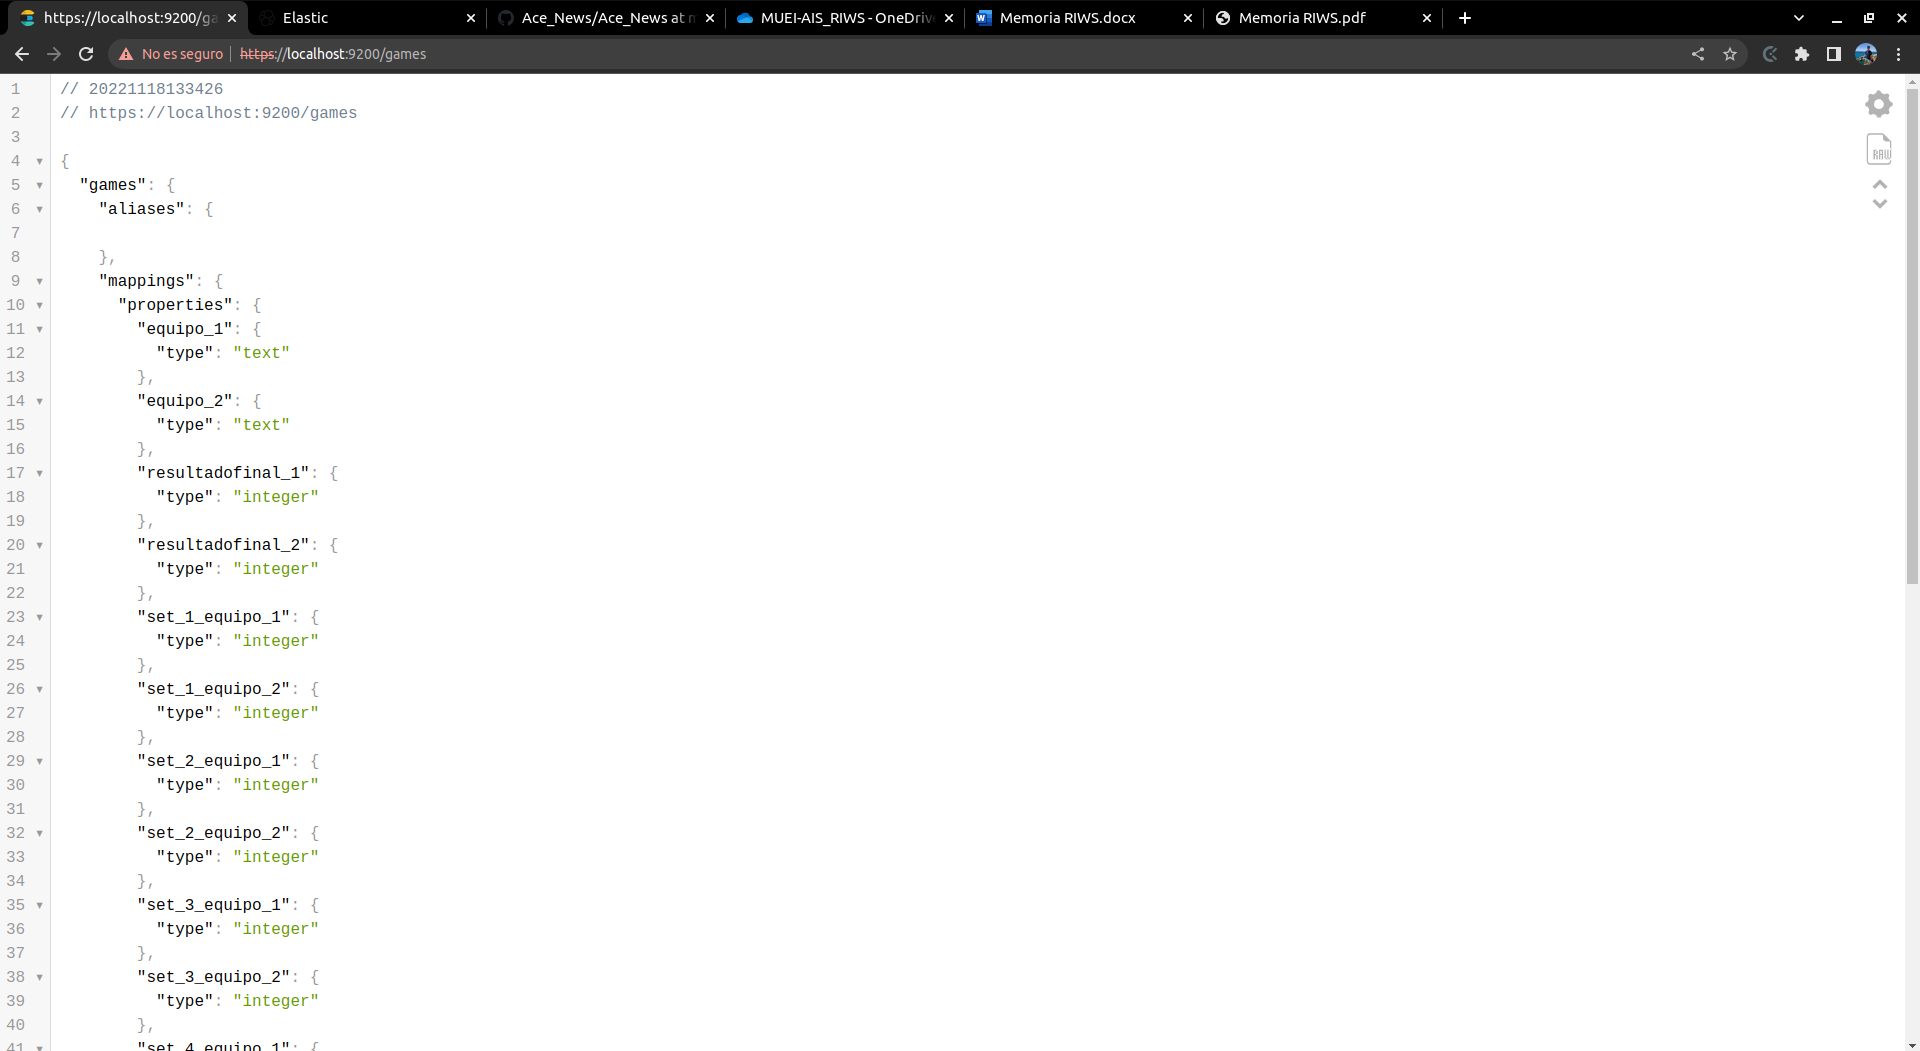 https://localhost:9200/ga
Elastic
Ace_News/Ace_News at m
MUEI-AIS_RIWS - OneDrive
Memoria RIWS.docx
Memoria RIWS.pdf
No es seguro
https://localhost:9200/games
1 // 20221118133426
2 // https://localhost:9200/games
3
4 {
5 "games": {
6 "aliases": {
7
8 },
9 "mappings": {
10 "properties": {
11 "equipo_1": {
12 "type": "text"
13 },
14 "equipo_2": {
15 "type": "text"
16 },
17 "resultadofinal_1": {
18 "type": "integer"
19 },
20 "resultadofinal_2": {
21 "type": "integer"
22 },
23 "set_1_equipo_1": {
24 "type": "integer"
25 },
26 "set_1_equipo_2": {
27 "type": "integer"
28 },
29 "set_2_equipo_1": {
30 "type": "integer"
31 },
32 "set_2_equipo_2": {
33 "type": "integer"
34 },
35 "set_3_equipo_1": {
36 "type": "integer"
37 },
38 "set_3_equipo_2": {
39 "type": "integer"
40 },
41 "set_4_equipo_1": {
RAW